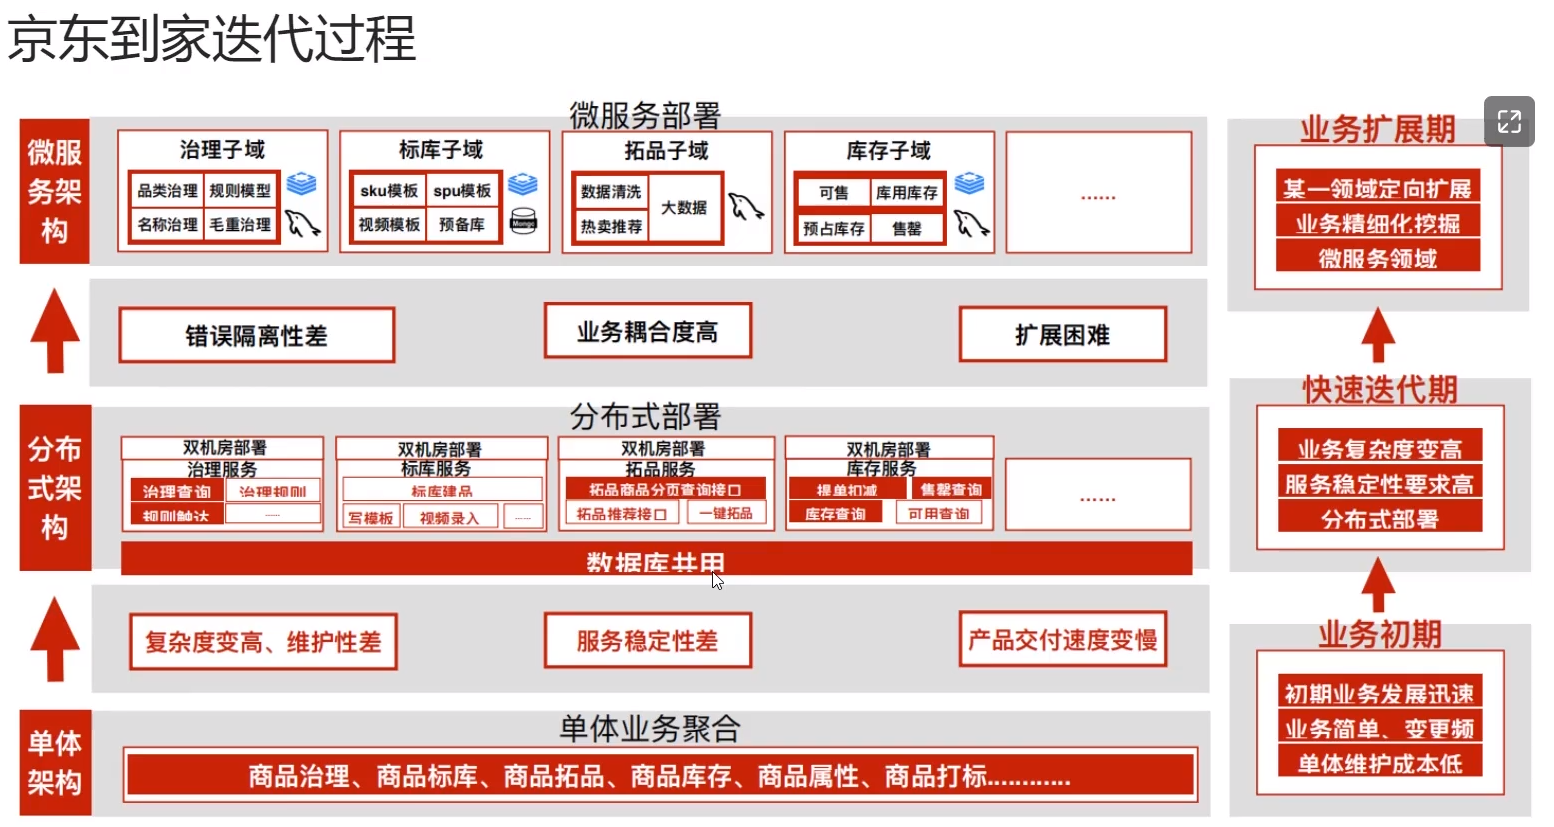 京东到家迭代过程
微服务部署
微服
务架
构
治理子域
品类治理 规则模型
名称治理 毛重治理
标库子域
sku模板 spu模板
视频模板 预备库
拓品子域
数据清洗
热卖推荐
大数据
库存子域
可售 库用库存
预占库存 售罄
......
错误隔离性差
业务耦合度高
扩展困难
分布式部署
分布
式架
构
双机房部署
治理服务
治理查询 治理规则
规则触达 ......
双机房部署
标库服务
标库建品
写模板 视频录入 ......
双机房部署
拓品服务
拓品商品分页查询接口
拓品推荐接口 一键拓品
双机房部署
库存服务
提单扣减 售罄查询
库存查询 可用查询
......
数据库共用
复杂度变高、维护性差
服务稳定性差
产品交付速度变慢
单体业务聚合
单体
架构
商品治理、商品标库、商品拓品、商品库存、商品属性、商品打标............
业务扩展期
某一领域定向扩展
业务精细化挖掘
微服务领域
快速迭代期
业务复杂度变高
服务稳定性要求高
分布式部署
业务初期
初期业务发展迅速
业务简单、变更频
单体维护成本低